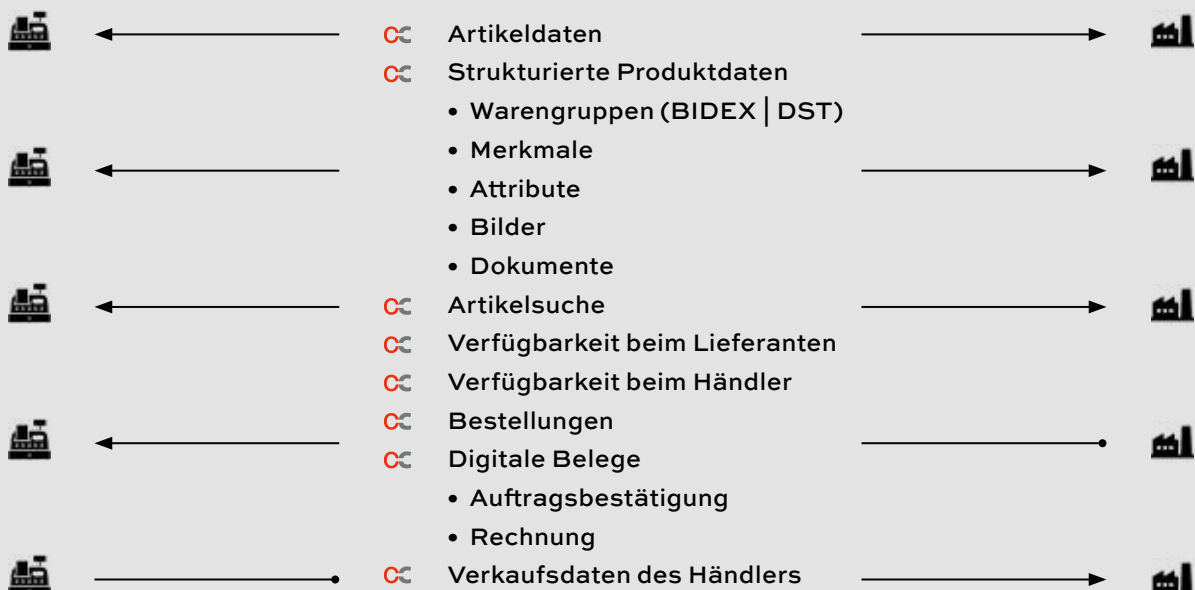 Artikeldaten
Strukturierte Produktdaten
• Warengruppen (BIDEX | DST)
• Merkmale
• Attribute
• Bilder
• Dokumente
Artikelsuche
Verfügbarkeit beim Lieferanten
Verfügbarkeit beim Händler
Bestellungen
Digitale Belege
• Auftragsbestätigung
• Rechnung
Verkaufsdaten des Händlers